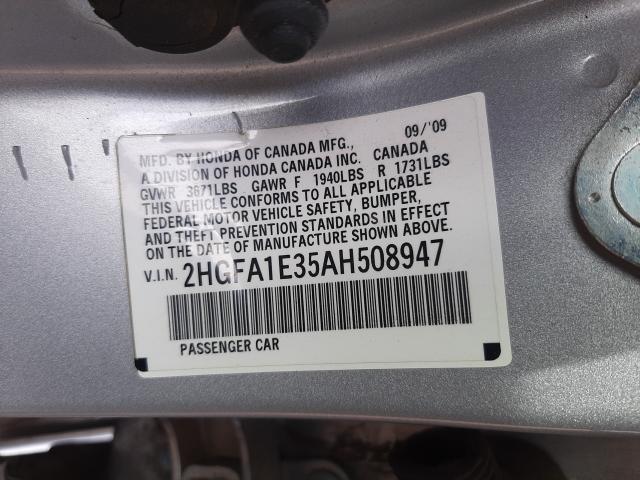 09/'09
MFD. BY HONDA OF CANADA MFG.,
A DIVISION OF HONDA CANADA INC. CANADA
GVWR 3671LBS GAWR F 1940LBS R 1731LBS
THIS VEHICLE CONFORMS TO ALL APPLICABLE
FEDERAL MOTOR VEHICLE SAFETY, BUMPER,
AND THEFT PREVENTION STANDARDS IN EFFECT
ON THE DATE OF MANUFACTURE SHOWN ABOVE.
V.I.N. 2HGFA1E35AH508947
PASSENGER CAR